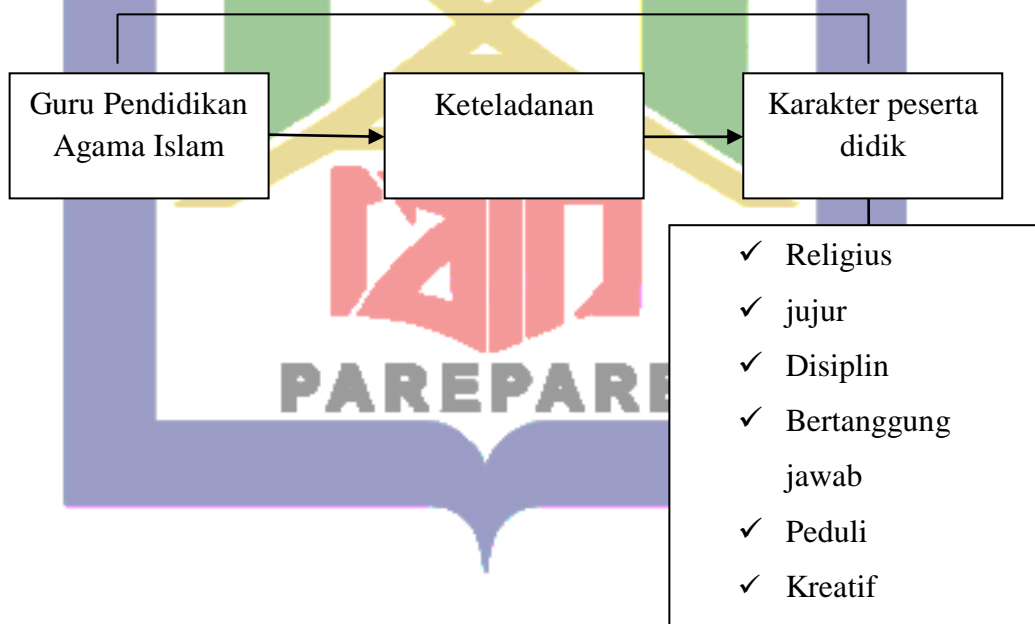 Guru Pendidikan
Agama Islam
Keteladanan
Karakter peserta
didik
✓ Religius
✓ jujur
✓ Disiplin
✓ Bertanggung
jawab
✓ Peduli
✓ Kreatif
PAREPARE